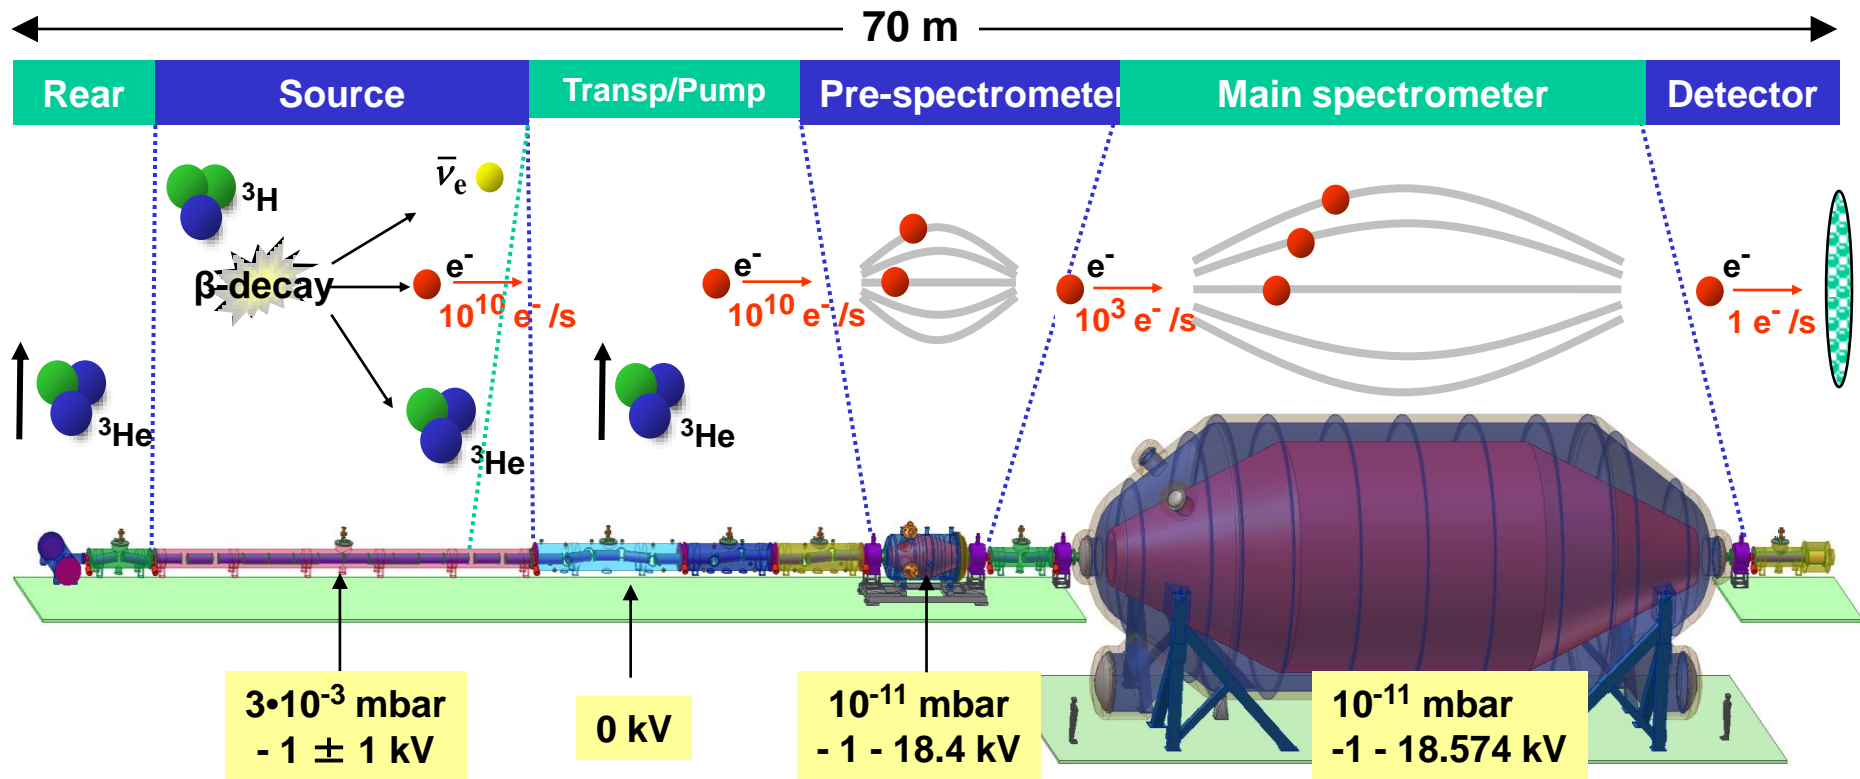 70 m
Rear
Source
Transp/Pump
Pre-spectrometer
Main spectrometer
Detector
³H
ν̄ₑ
β-decay
e⁻
10¹⁰ e⁻ /s
³He
³He
e⁻
10¹⁰ e⁻ /s
³He
e⁻
10³ e⁻ /s
e⁻
1 e⁻ /s
3•10⁻³ mbar
- 1 ± 1 kV
0 kV
10⁻¹¹ mbar
- 1 - 18.4 kV
10⁻¹¹ mbar
-1 - 18.574 kV